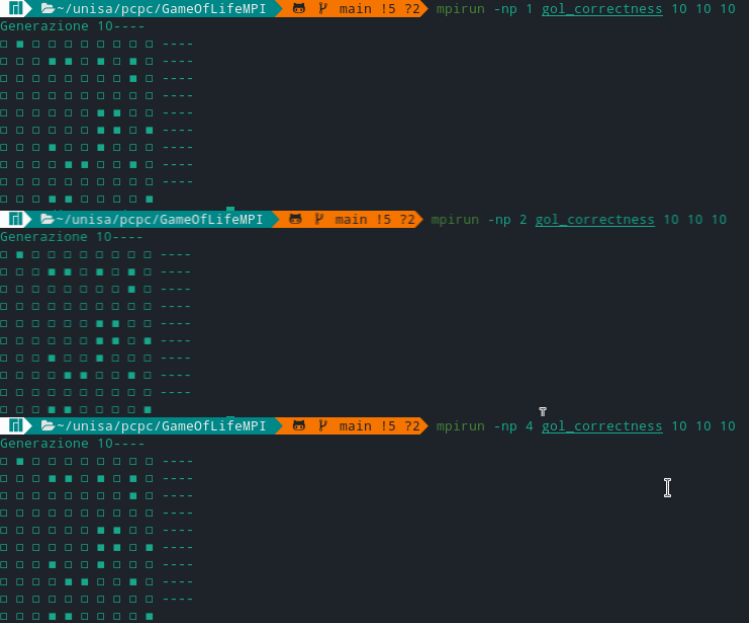 ~/unisa/pcpc/GameOfLifeMPI main !5 ?2 mpirun -np 1 gol_correctness 10 10 10
Generazione 10----
□ ■ □ □ □ □ □ □ □ □ ----
□ □ □ ■ ■ □ ■ □ ■ □ ----
□ □ □ □ □ □ □ □ ■ □ ----
□ □ □ □ □ □ □ □ □ □ ----
□ □ □ □ □ □ ■ ■ □ □ ----
□ □ □ □ □ □ ■ ■ □ ■ ----
□ □ □ ■ □ □ ■ □ □ □ ----
□ □ □ □ ■ ■ □ □ ■ □ ----
□ □ □ □ □ □ □ □ □ □ ----
□ □ □ ■ ■ □ □ □ □ ■
~/unisa/pcpc/GameOfLifeMPI main !5 ?2 mpirun -np 2 gol_correctness 10 10 10
Generazione 10----
□ ■ □ □ □ □ □ □ □ □ ----
□ □ □ ■ ■ □ ■ □ ■ □ ----
□ □ □ □ □ □ □ □ ■ □ ----
□ □ □ □ □ □ □ □ □ □ ----
□ □ □ □ □ □ ■ ■ □ □ ----
□ □ □ □ □ □ ■ ■ □ ■ ----
□ □ □ ■ □ □ ■ □ □ □ ----
□ □ □ □ ■ ■ □ □ ■ □ ----
□ □ □ □ □ □ □ □ □ □ ----
□ □ □ ■ ■ □ □ □ □ ■
~/unisa/pcpc/GameOfLifeMPI main !5 ?2 mpirun -np 4 gol_correctness 10 10 10
Generazione 10----
□ ■ □ □ □ □ □ □ □ □ ----
□ □ □ ■ ■ □ ■ □ ■ □ ----
□ □ □ □ □ □ □ □ ■ □ ----
□ □ □ □ □ □ □ □ □ □ ----
□ □ □ □ □ □ ■ ■ □ □ ----
□ □ □ □ □ □ ■ ■ □ ■ ----
□ □ □ ■ □ □ ■ □ □ □ ----
□ □ □ □ ■ ■ □ □ ■ □ ----
□ □ □ □ □ □ □ □ □ □ ----
□ □ □ ■ ■ □ □ □ □ ■